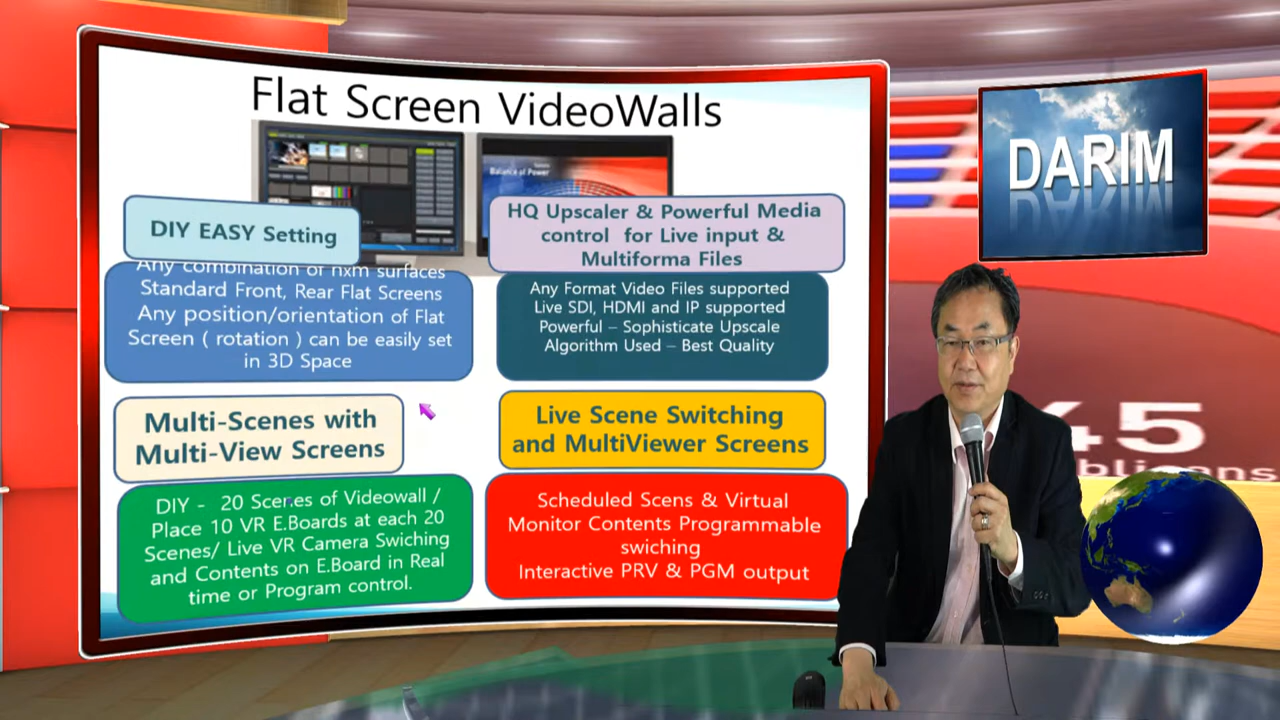 Flat Screen VideoWalls
Balance of Power
DIY EASY Setting
Any combination of nxm surfaces
Standard Front, Rear Flat Screens
Any position/orientation of Flat
Screen ( rotation ) can be easily set
in 3D Space
HQ Upscaler & Powerful Media
control for Live input &
Multiforma Files
Any Format Video Files supported
Live SDI, HDMI and IP supported
Powerful – Sophisticate Upscale
Algorithm Used – Best Quality
Multi-Scenes with
Multi-View Screens
DIY - 20 Scenes of Videowall /
Place 10 VR E.Boards at each 20
Scenes/ Live VR Camera Swiching
and Contents on E.Board in Real
time or Program control.
Live Scene Switching
and MultiViewer Screens
Scheduled Scens & Virtual
Monitor Contents Programmable
swiching
Interactive PRV & PGM output
DARIM
45